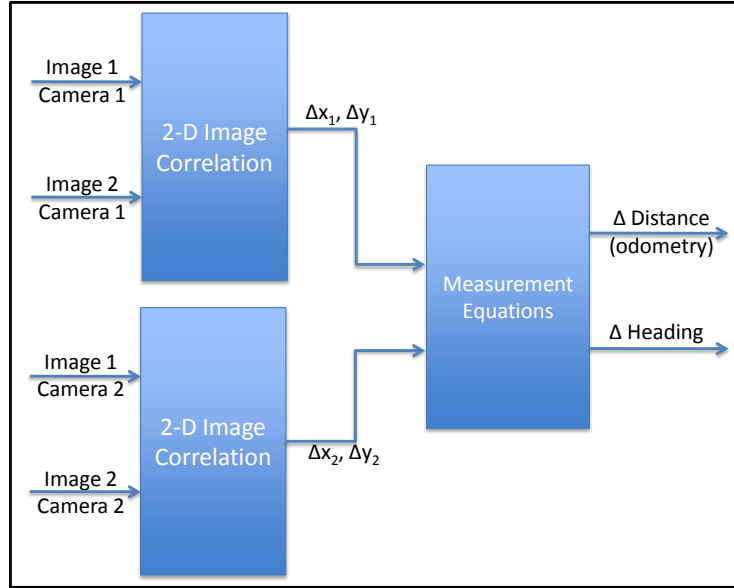 Image 1
Camera 1
Image 2
Camera 1
2-D Image
Correlation
Δx₁, Δy₁
Image 1
Camera 2
Image 2
Camera 2
2-D Image
Correlation
Δx₂, Δy₂
Measurement
Equations
Δ Distance
(odometry)
Δ Heading